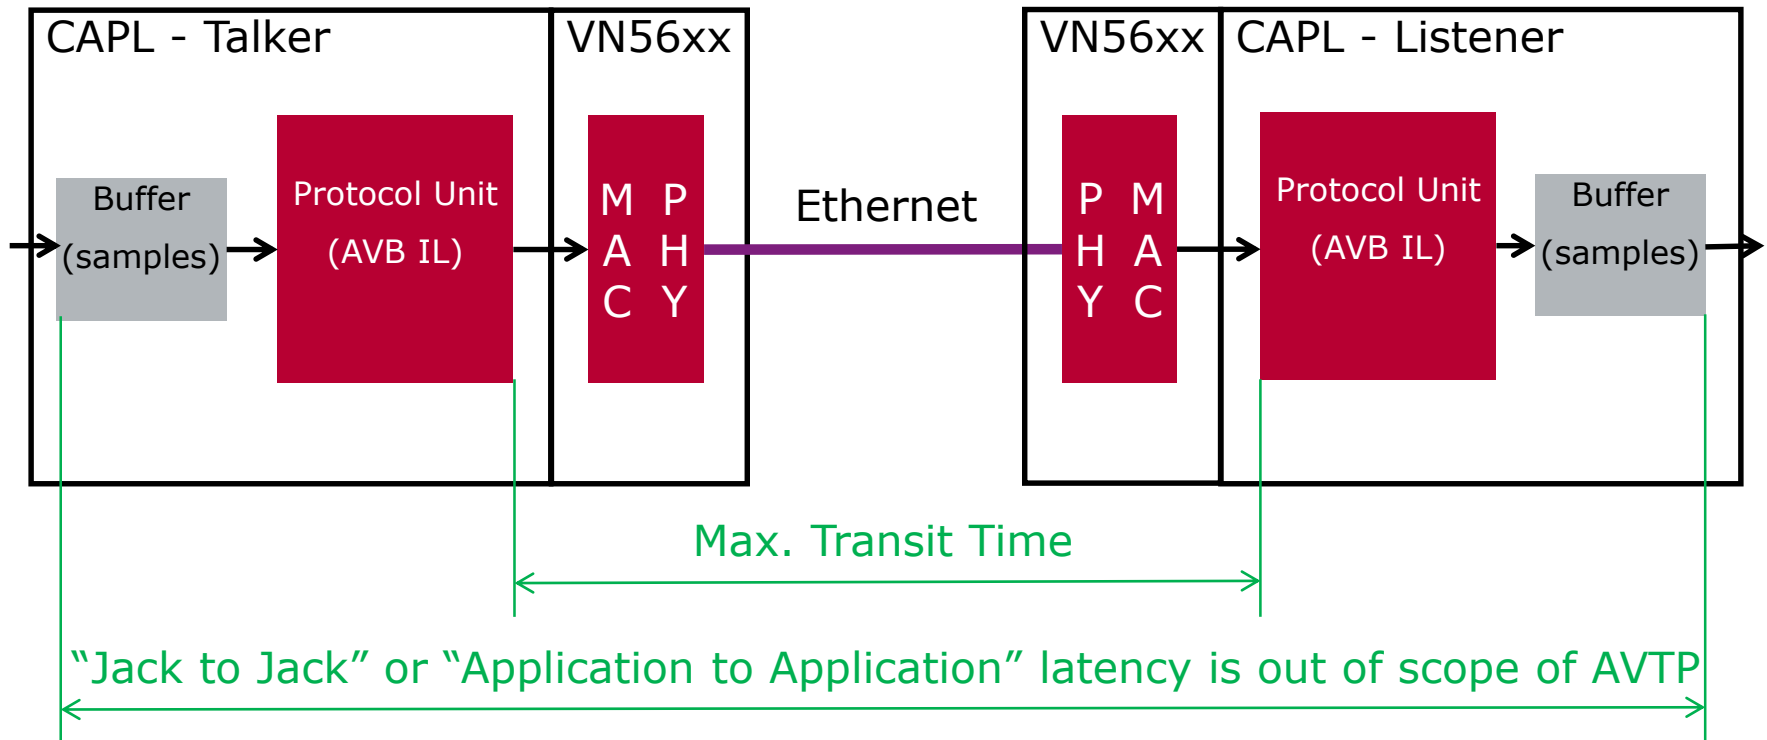 CAPL - Talker
VN56xx
VN56xx
CAPL - Listener
Buffer
(samples)
Protocol Unit
(AVB IL)
M P
A H
C Y
Ethernet
P M
H A
Y C
Protocol Unit
(AVB IL)
Buffer
(samples)
Max. Transit Time
“Jack to Jack” or “Application to Application” latency is out of scope of AVTP